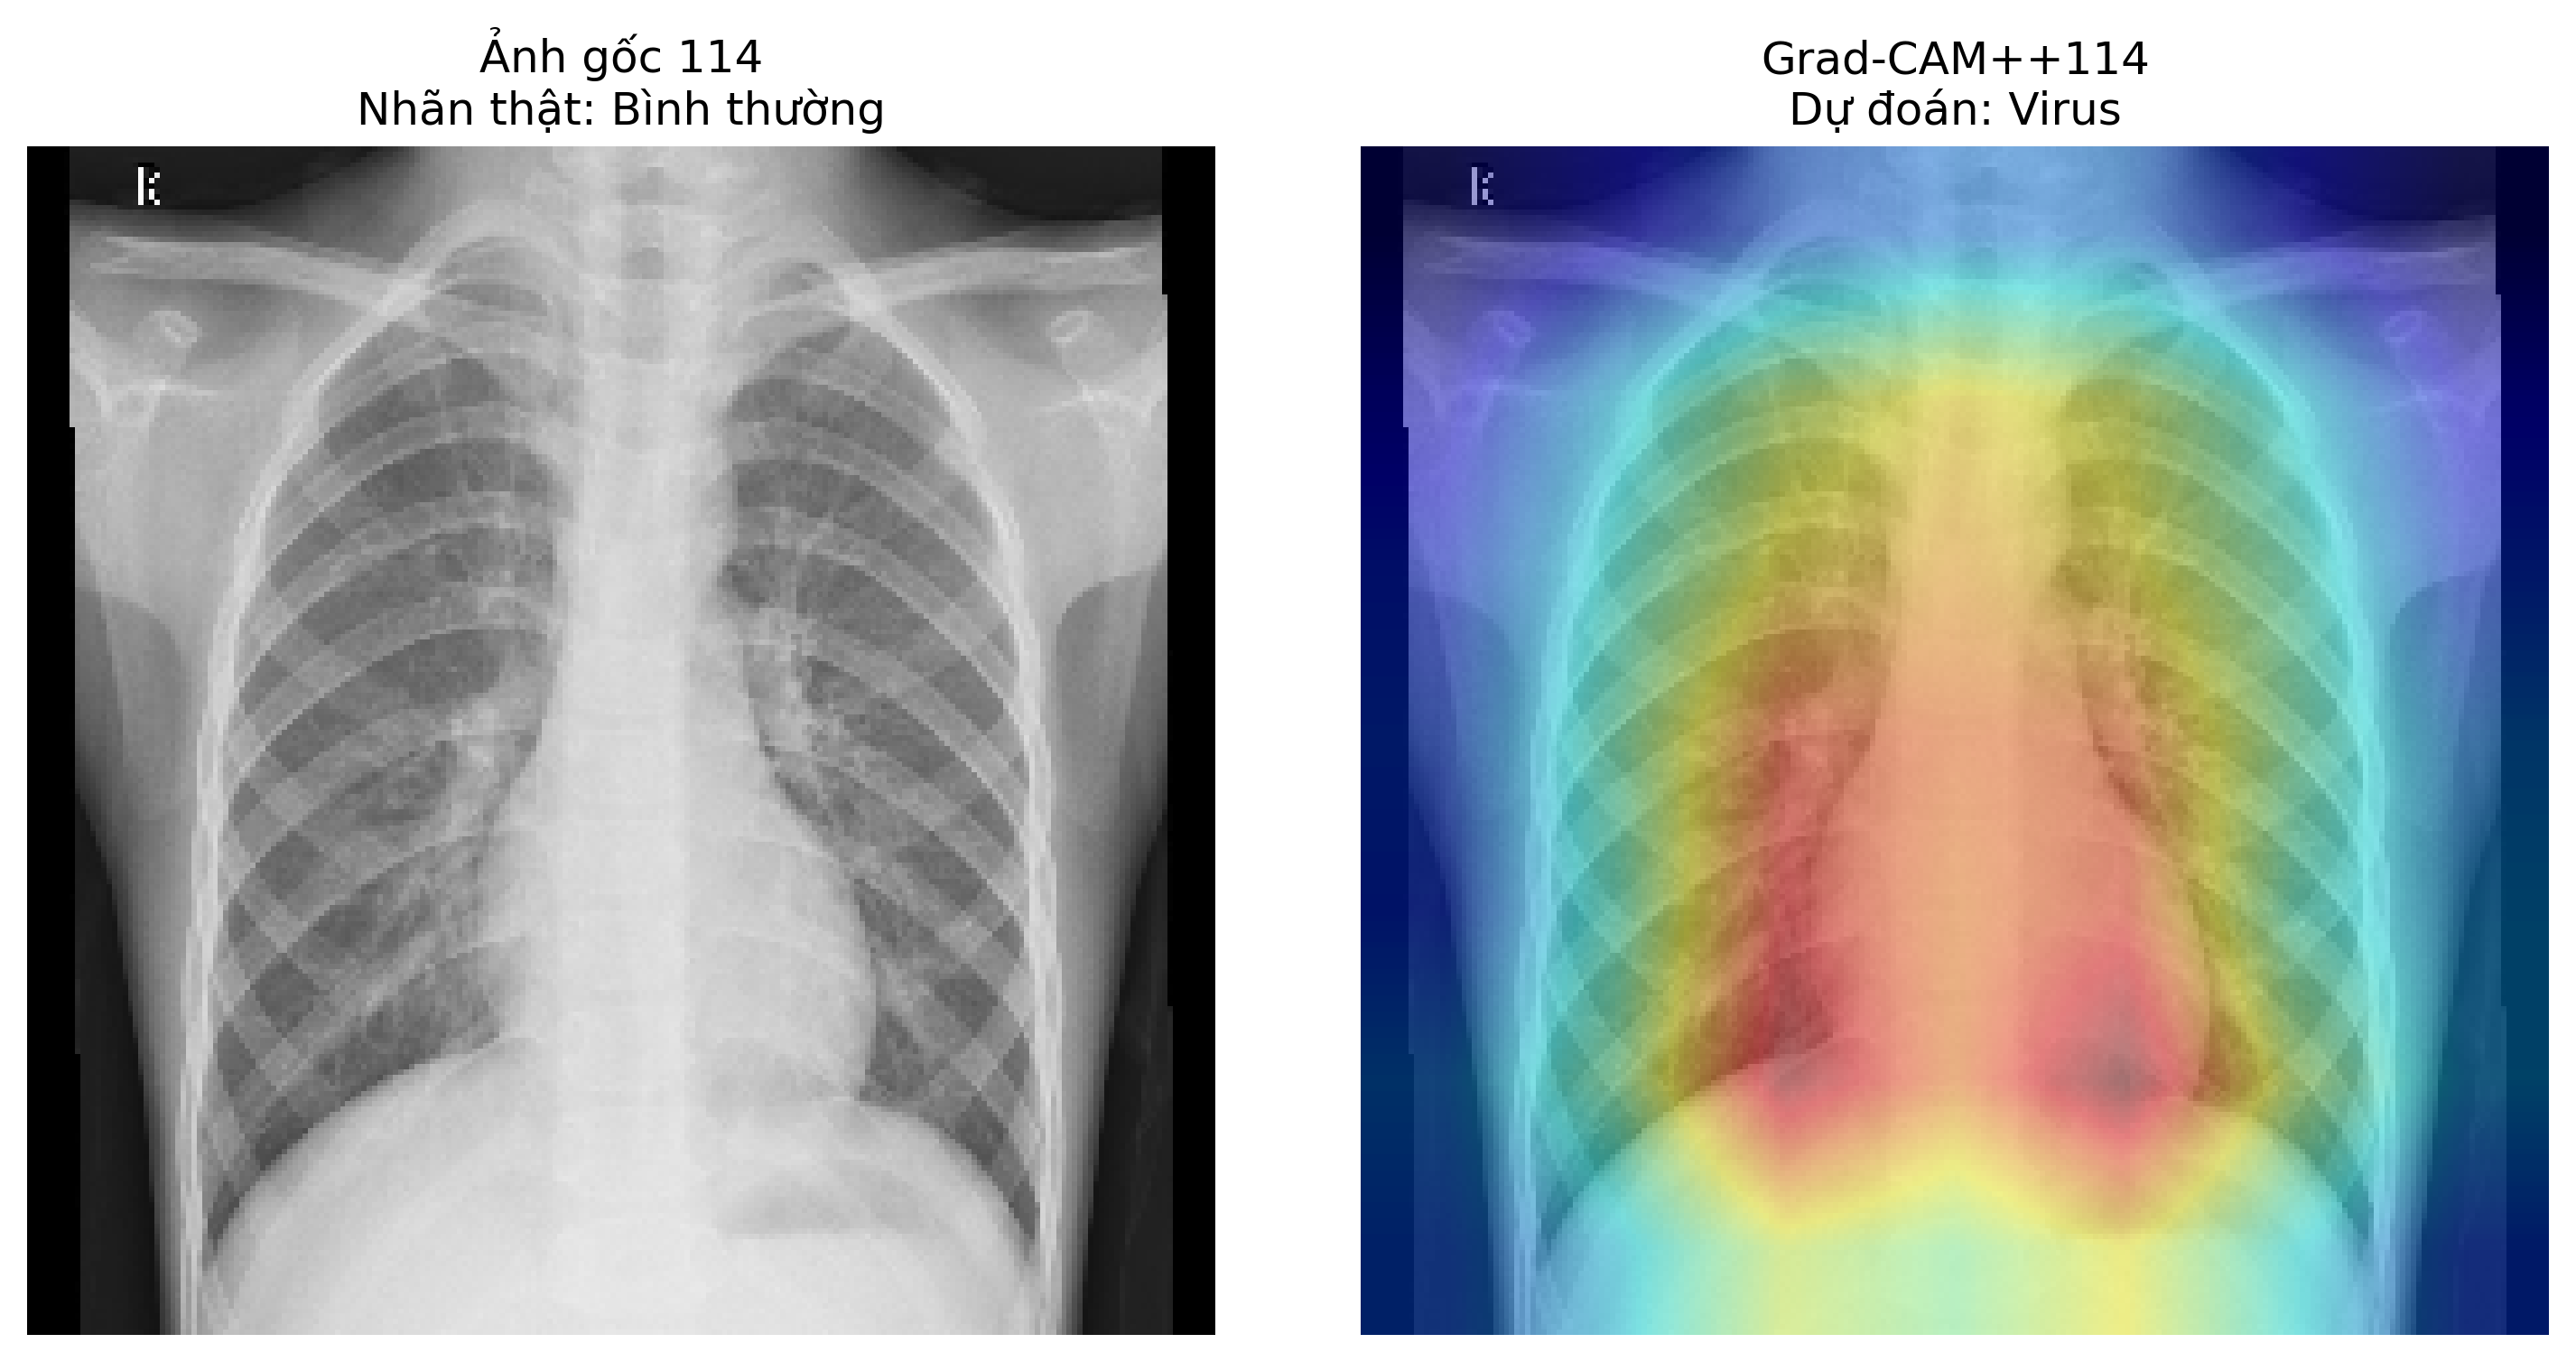 Ảnh gốc 114
Nhãn thật: Bình thường
Grad-CAM++114
Dự đoán: Virus